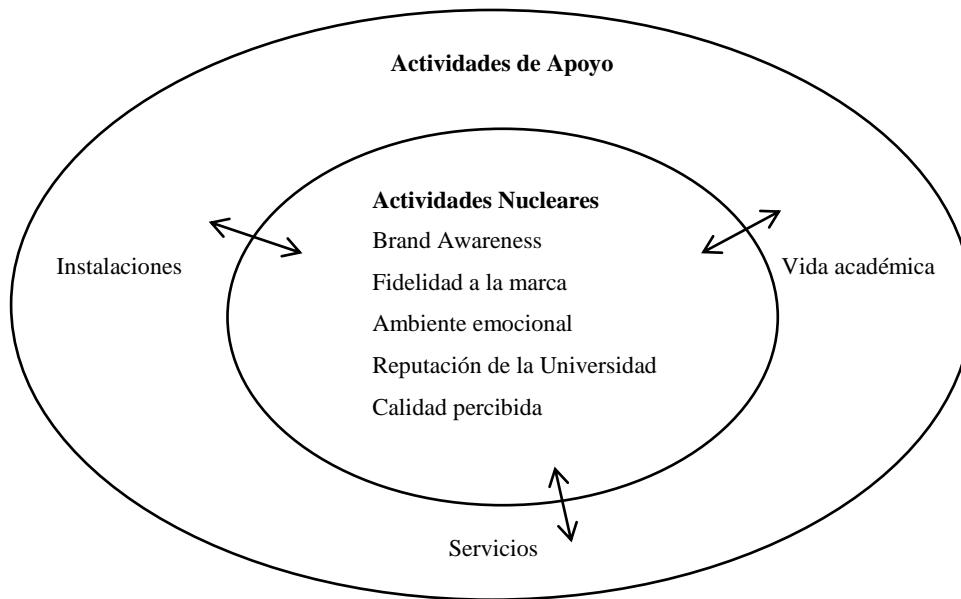 Actividades de Apoyo
Actividades Nucleares
Brand Awareness
Fidelidad a la marca
Ambiente emocional
Reputación de la Universidad
Calidad percibida
Instalaciones
Vida académica
Servicios